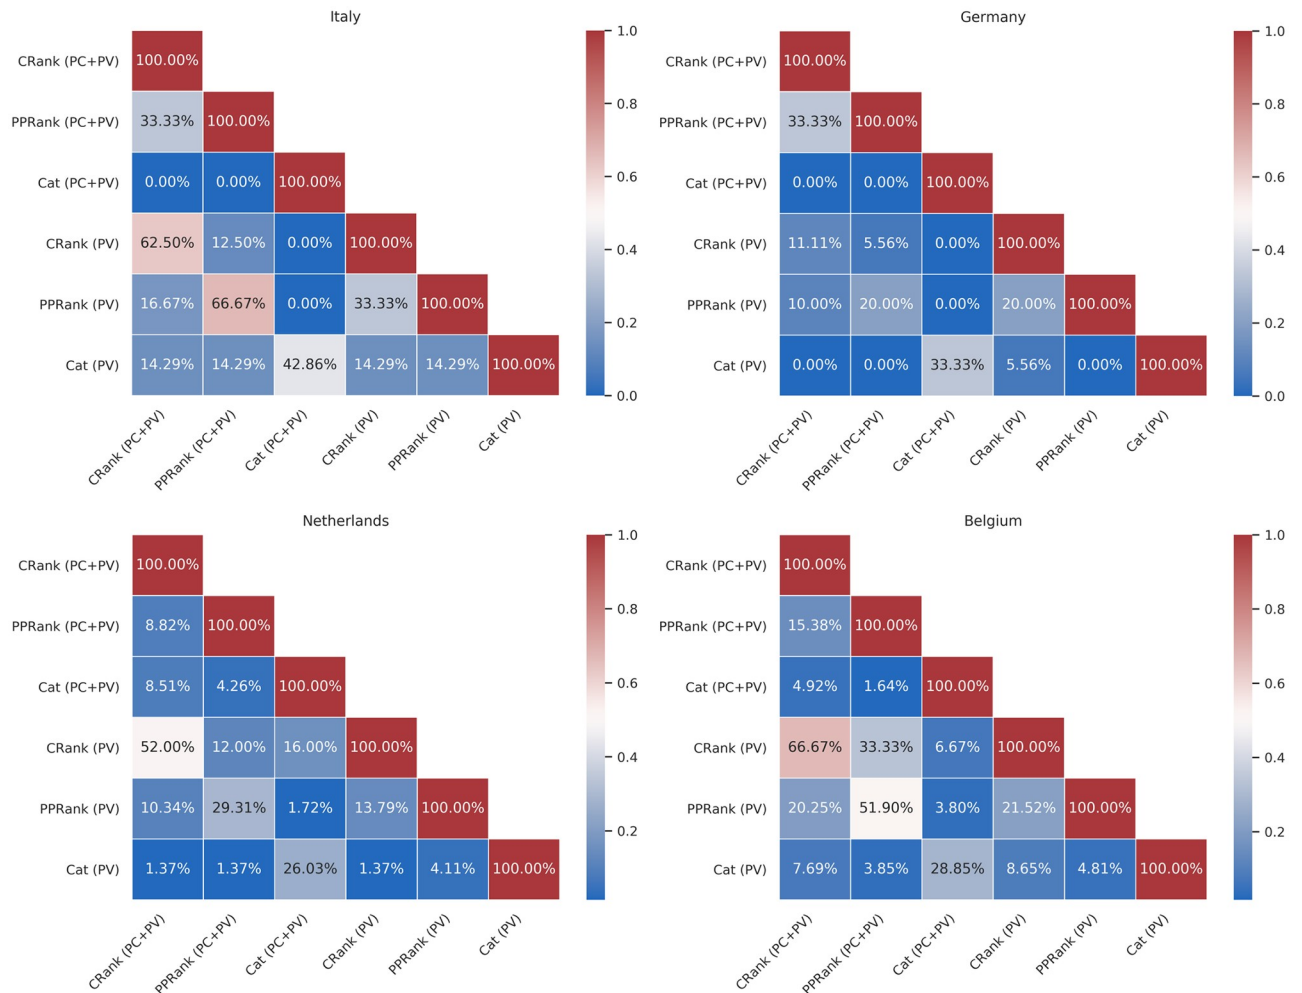 Italy
CRank (PC+PV) 100.00% 1.0
PPRank (PC+PV) 33.33% 100.00% 0.8
Cat (PC+PV) 0.00% 0.00% 100.00% 0.6
CRank (PV) 62.50% 12.50% 0.00% 100.00% 0.4
PPRank (PV) 16.67% 66.67% 0.00% 33.33% 100.00% 0.2
Cat (PV) 14.29% 14.29% 42.86% 14.29% 14.29% 100.00% 0.0
CRank (PC+PV) PPRank (PC+PV) Cat (PC+PV) CRank (PV) PPRank (PV) Cat (PV)
Germany
CRank (PC+PV) 100.00% 1.0
PPRank (PC+PV) 33.33% 100.00% 0.8
Cat (PC+PV) 0.00% 0.00% 100.00% 0.6
CRank (PV) 11.11% 5.56% 0.00% 100.00% 0.4
PPRank (PV) 10.00% 20.00% 0.00% 20.00% 100.00% 0.2
Cat (PV) 0.00% 0.00% 33.33% 5.56% 0.00% 100.00% 0.0
CRank (PC+PV) PPRank (PC+PV) Cat (PC+PV) CRank (PV) PPRank (PV) Cat (PV)
Netherlands
CRank (PC+PV) 100.00% 1.0
PPRank (PC+PV) 8.82% 100.00% 0.8
Cat (PC+PV) 8.51% 4.26% 100.00% 0.6
CRank (PV) 52.00% 12.00% 16.00% 100.00% 0.4
PPRank (PV) 10.34% 29.31% 1.72% 13.79% 100.00% 0.2
Cat (PV) 1.37% 1.37% 26.03% 1.37% 4.11% 100.00%
CRank (PC+PV) PPRank (PC+PV) Cat (PC+PV) CRank (PV) PPRank (PV) Cat (PV)
Belgium
CRank (PC+PV) 100.00% 1.0
PPRank (PC+PV) 15.38% 100.00% 0.8
Cat (PC+PV) 4.92% 1.64% 100.00% 0.6
CRank (PV) 66.67% 33.33% 6.67% 100.00% 0.4
PPRank (PV) 20.25% 51.90% 3.80% 21.52% 100.00% 0.2
Cat (PV) 7.69% 3.85% 28.85% 8.65% 4.81% 100.00%
CRank (PC+PV) PPRank (PC+PV) Cat (PC+PV) CRank (PV) PPRank (PV) Cat (PV)